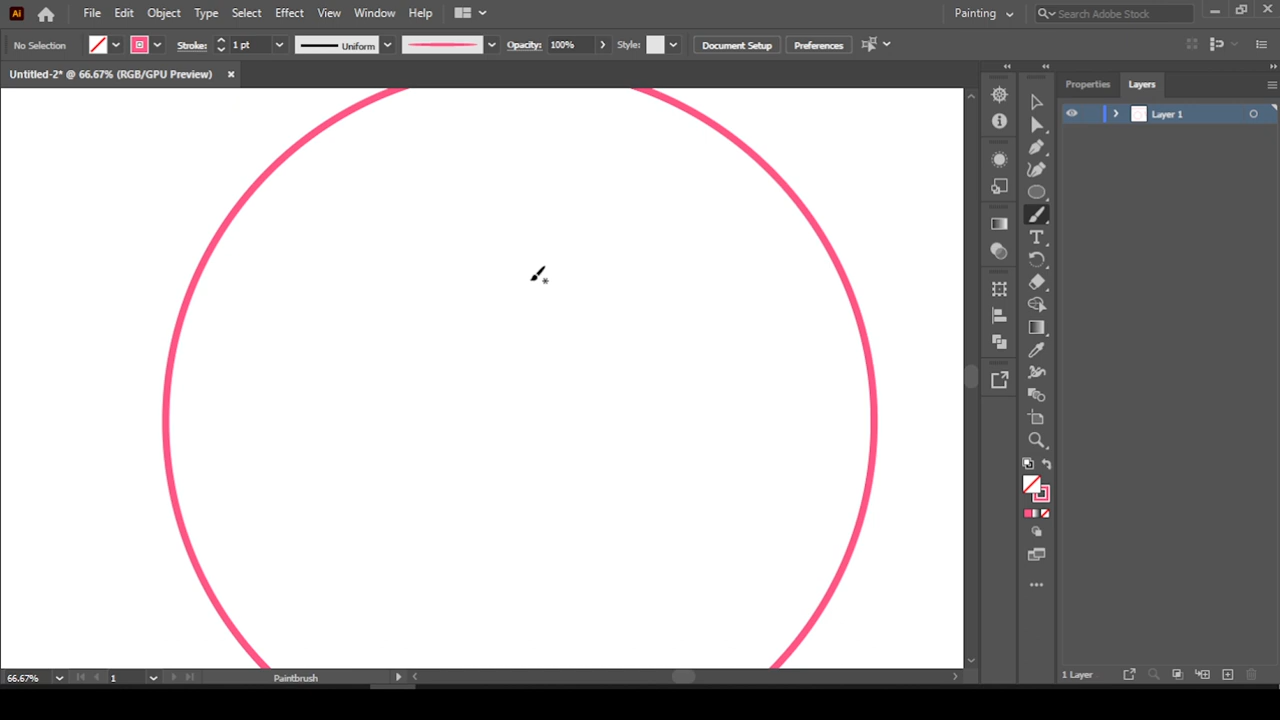 Ai File Edit Object Type Select Effect View Window Help Painting Search Adobe Stock
No Selection Stroke: 1 pt Uniform Opacity: 100% Style: Document Setup Preferences
Untitled-2* @ 66.67% (RGB/GPU Preview) × Properties Layers
Layer 1
T
66.67% 1 Paintbrush 1 Layer